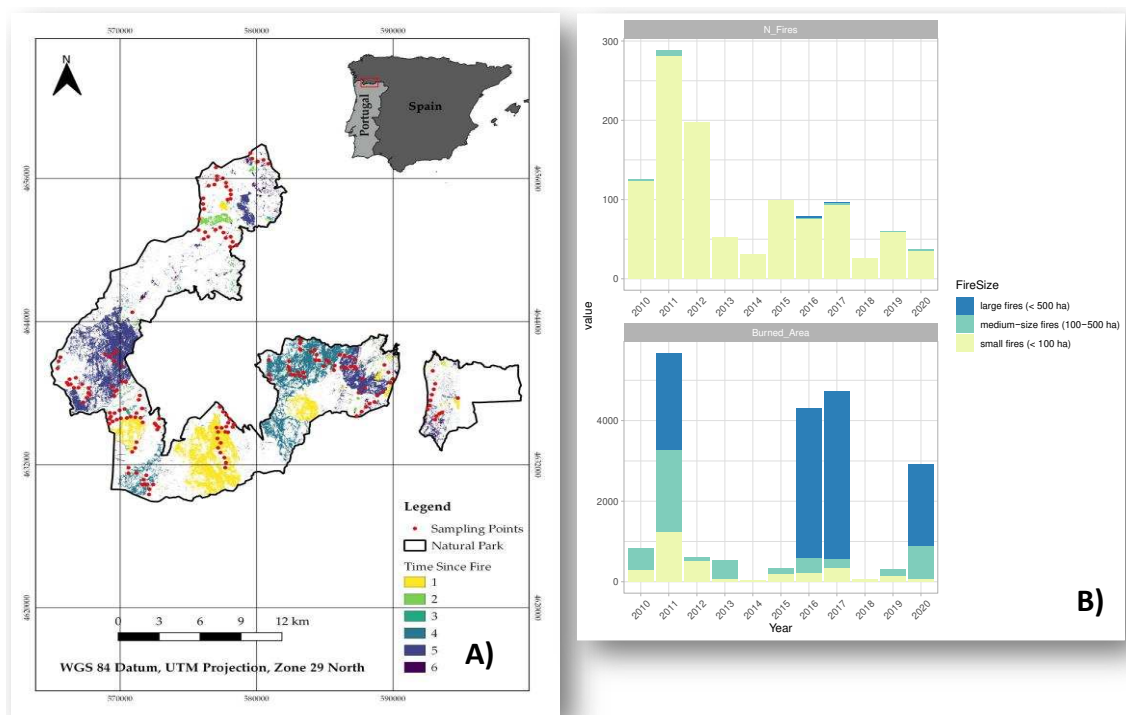 570000
580000
590000
N
Portugal
Spain
4656000
4656000
4644000
4644000
4632000
4632000
4620000
4620000
Legend
Sampling Points
Natural Park
Time Since Fire
1
2
3
4
5
6
0 3 6 9 12 km
WGS 84 Datum, UTM Projection, Zone 29 North
A)
570000
580000
590000
N_Fires
300
200
100
0
2010
2011
2012
2013
2014
2015
2016
2017
2018
2019
2020
value
Burned_Area
4000
2000
0
2010
2011
2012
2013
2014
2015
2016
2017
2018
2019
2020
Year
FireSize
large fires (< 500 ha)
medium−size fires (100−500 ha)
small fires (< 100 ha)
B)